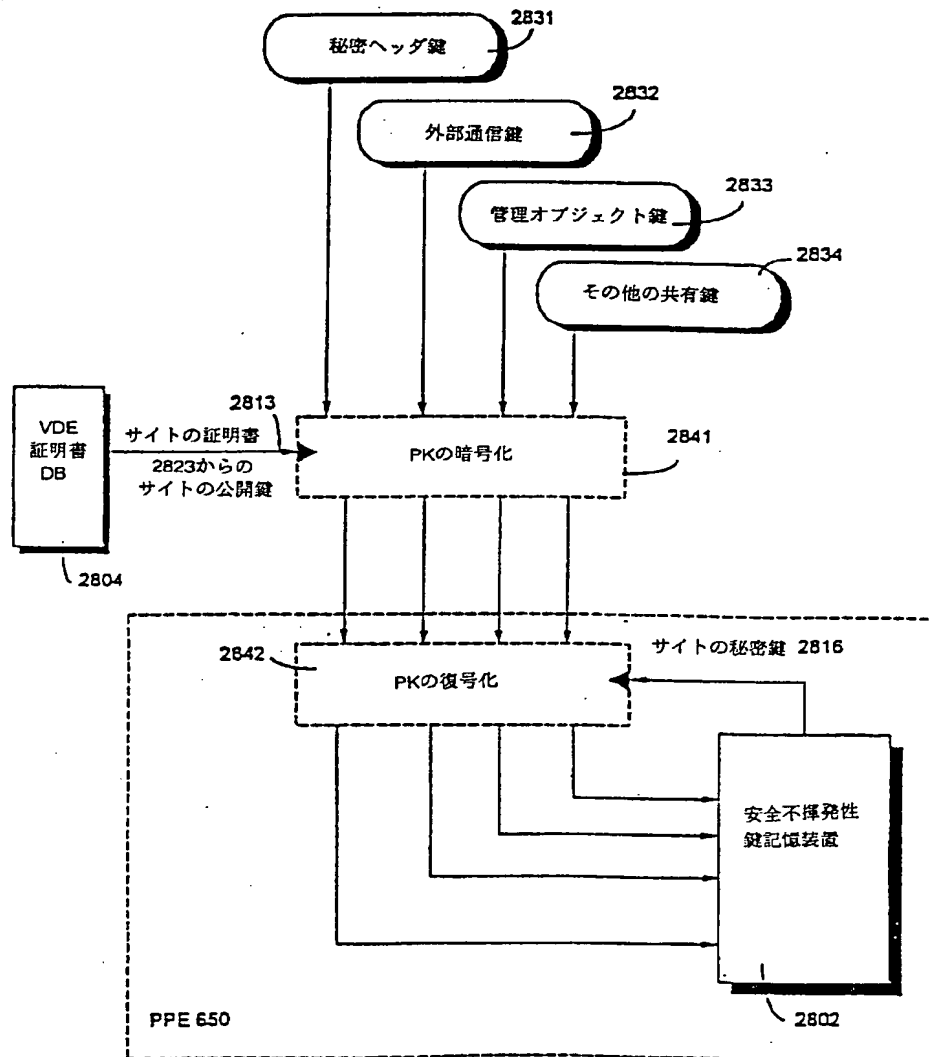 2831
秘密ヘッダ鍵
2832
外部通信鍵
2833
管理オブジェクト鍵
2834
その他の共有鍵
2813
VDE
証明書
DB
サイトの証明書
2823からの
サイトの公開鍵
PKの暗号化
2841
2804
2842
PKの復号化
サイトの秘密鍵 2816
安全不揮発性
鍵記憶装置
PPE 650
2802